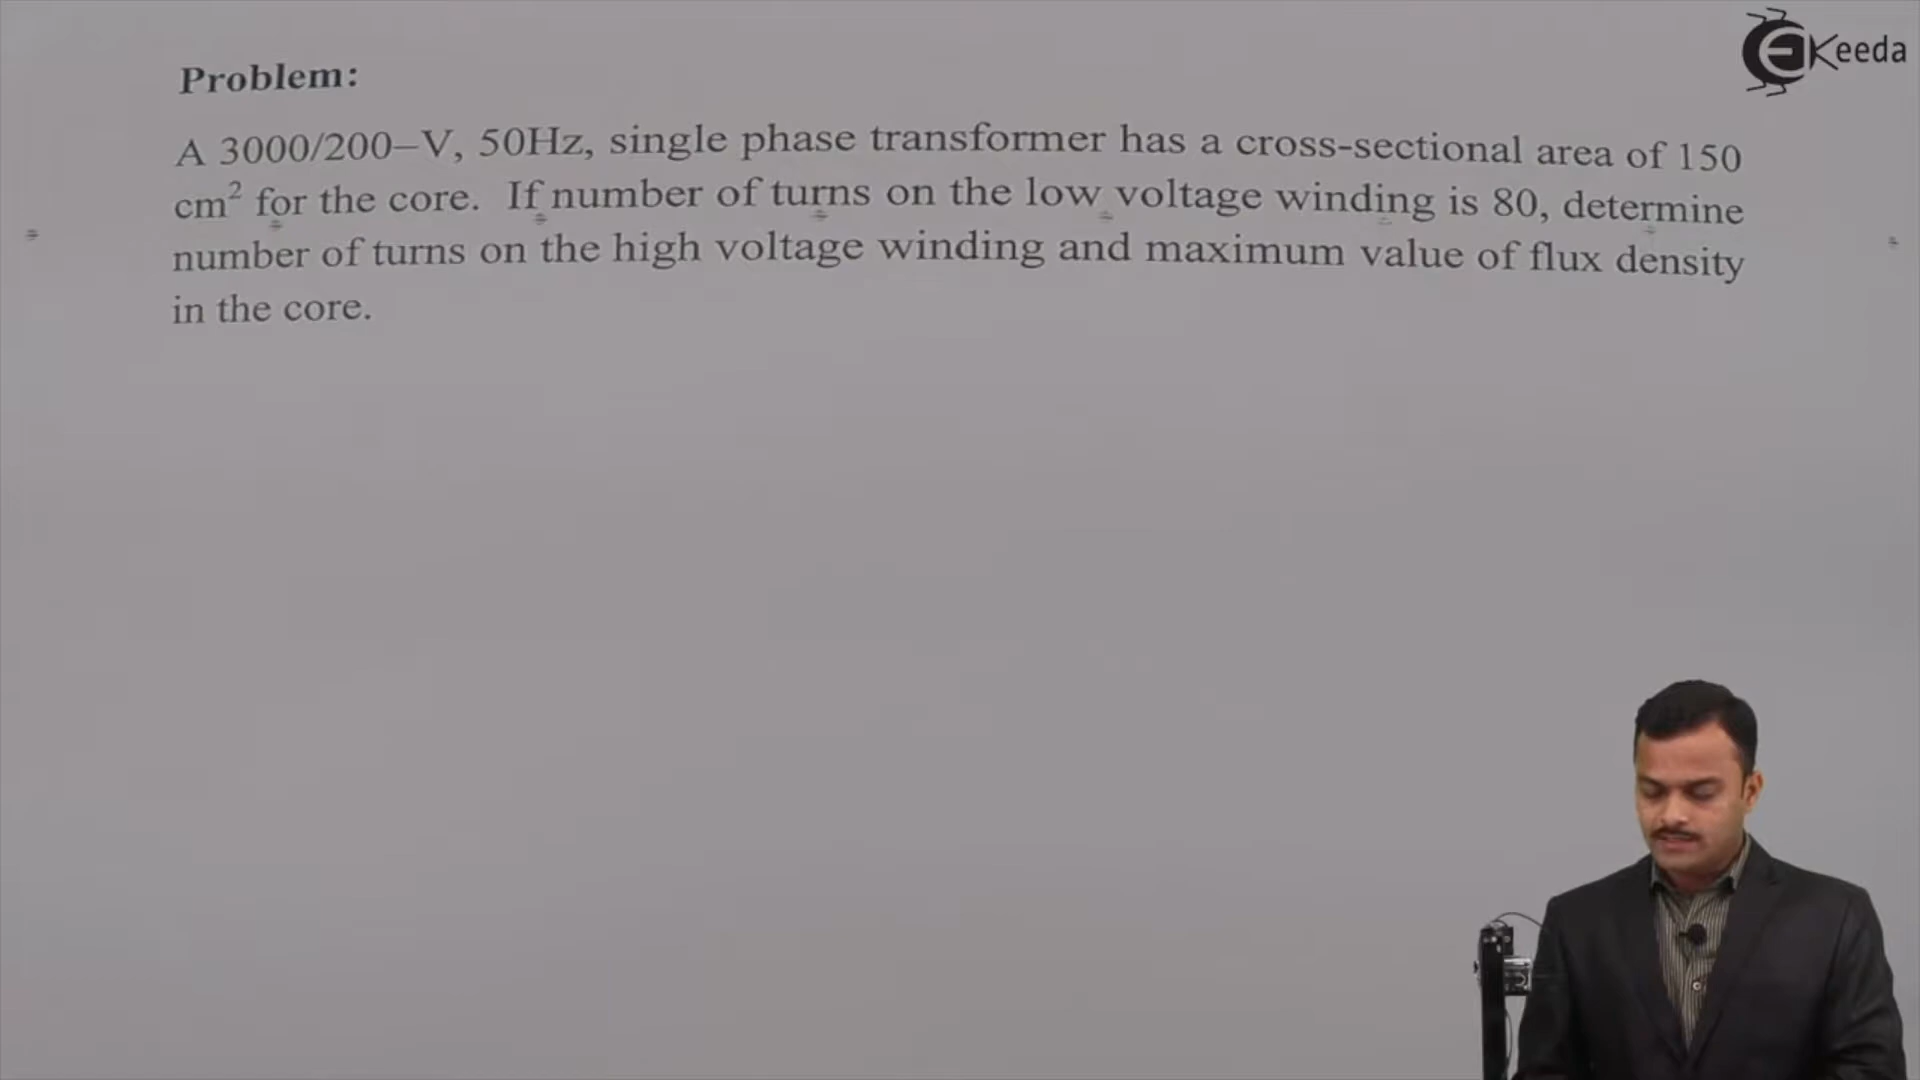 Keeda
Problem:
A 3000/200–V, 50Hz, single phase transformer has a cross-sectional area of 150
cm² for the core. If number of turns on the low voltage winding is 80, determine
number of turns on the high voltage winding and maximum value of flux density
in the core.